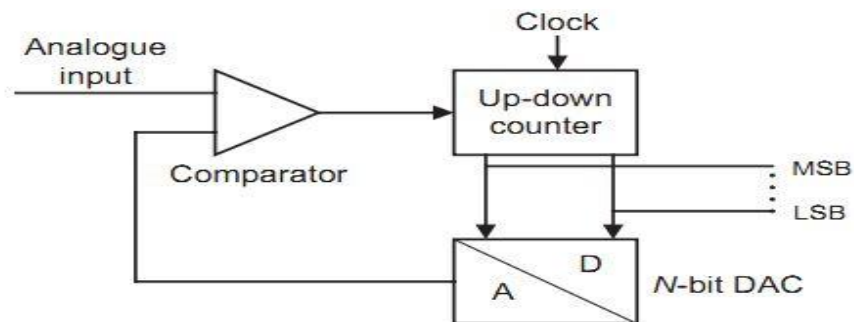 Clock
Analogue
input
Up-down
counter
Comparator
MSB
LSB
D
A
N-bit DAC